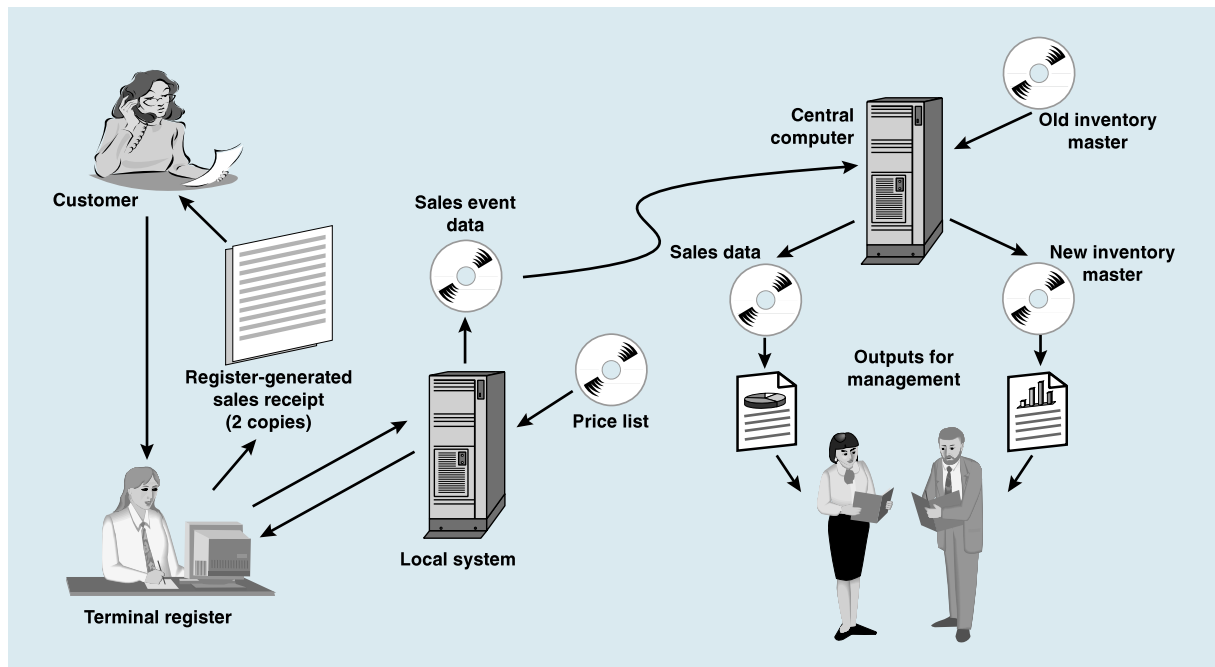 Customer
Register-generated
sales receipt
(2 copies)
Terminal register
Sales event
data
Price list
Local system
Central
computer
Old inventory
master
Sales data
New inventory
master
Outputs for
management